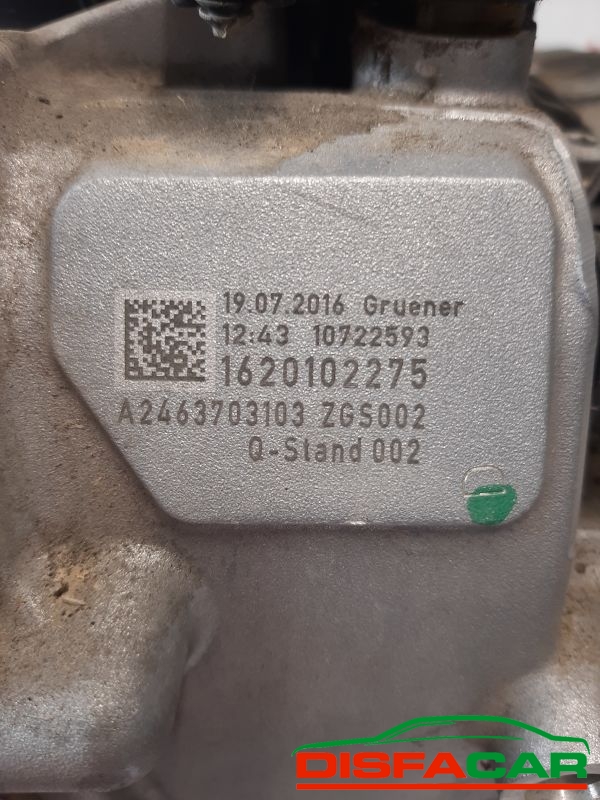 19.07.2016 Gruener
12:43 10722593
1620102275
A2463703103 ZGS002
Q-Stand 002
DISFACAR